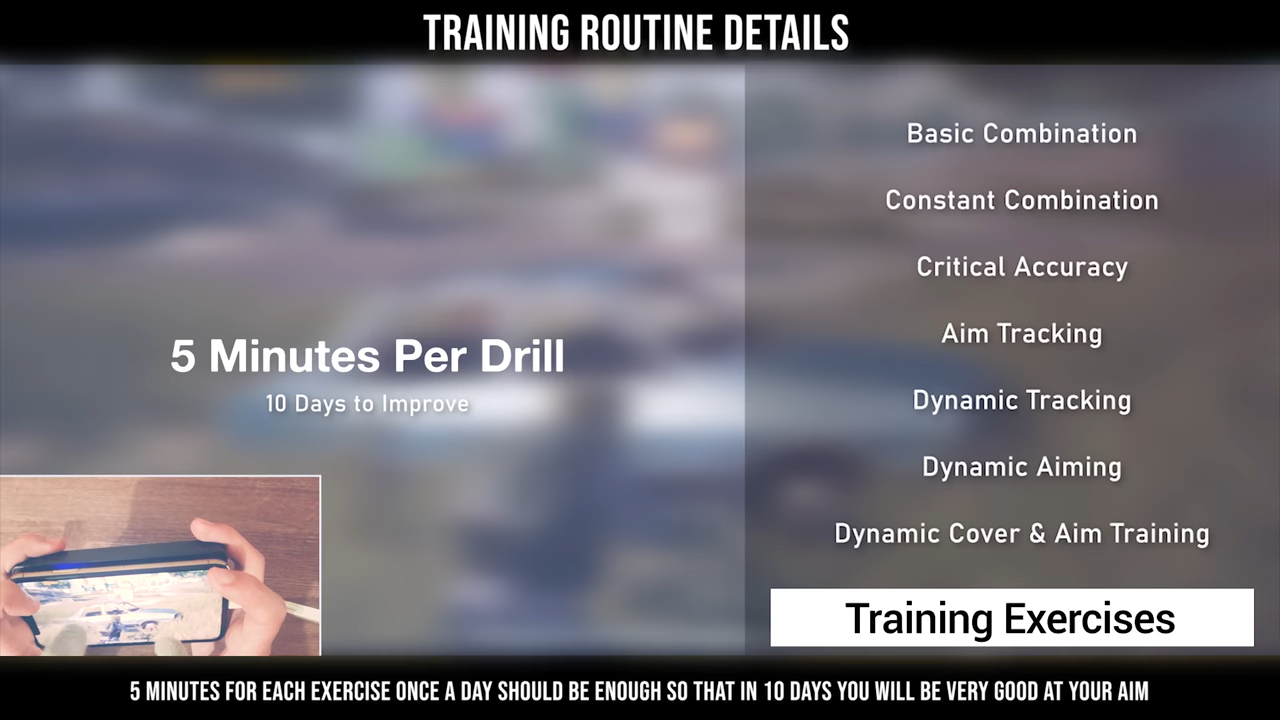 TRAINING ROUTINE DETAILS
5 Minutes Per Drill
10 Days to Improve
Basic Combination
Constant Combination
Critical Accuracy
Aim Tracking
Dynamic Tracking
Dynamic Aiming
Dynamic Cover & Aim Training
Training Exercises
5 MINUTES FOR EACH EXERCISE ONCE A DAY SHOULD BE ENOUGH SO THAT IN 10 DAYS YOU WILL BE VERY GOOD AT YOUR AIM